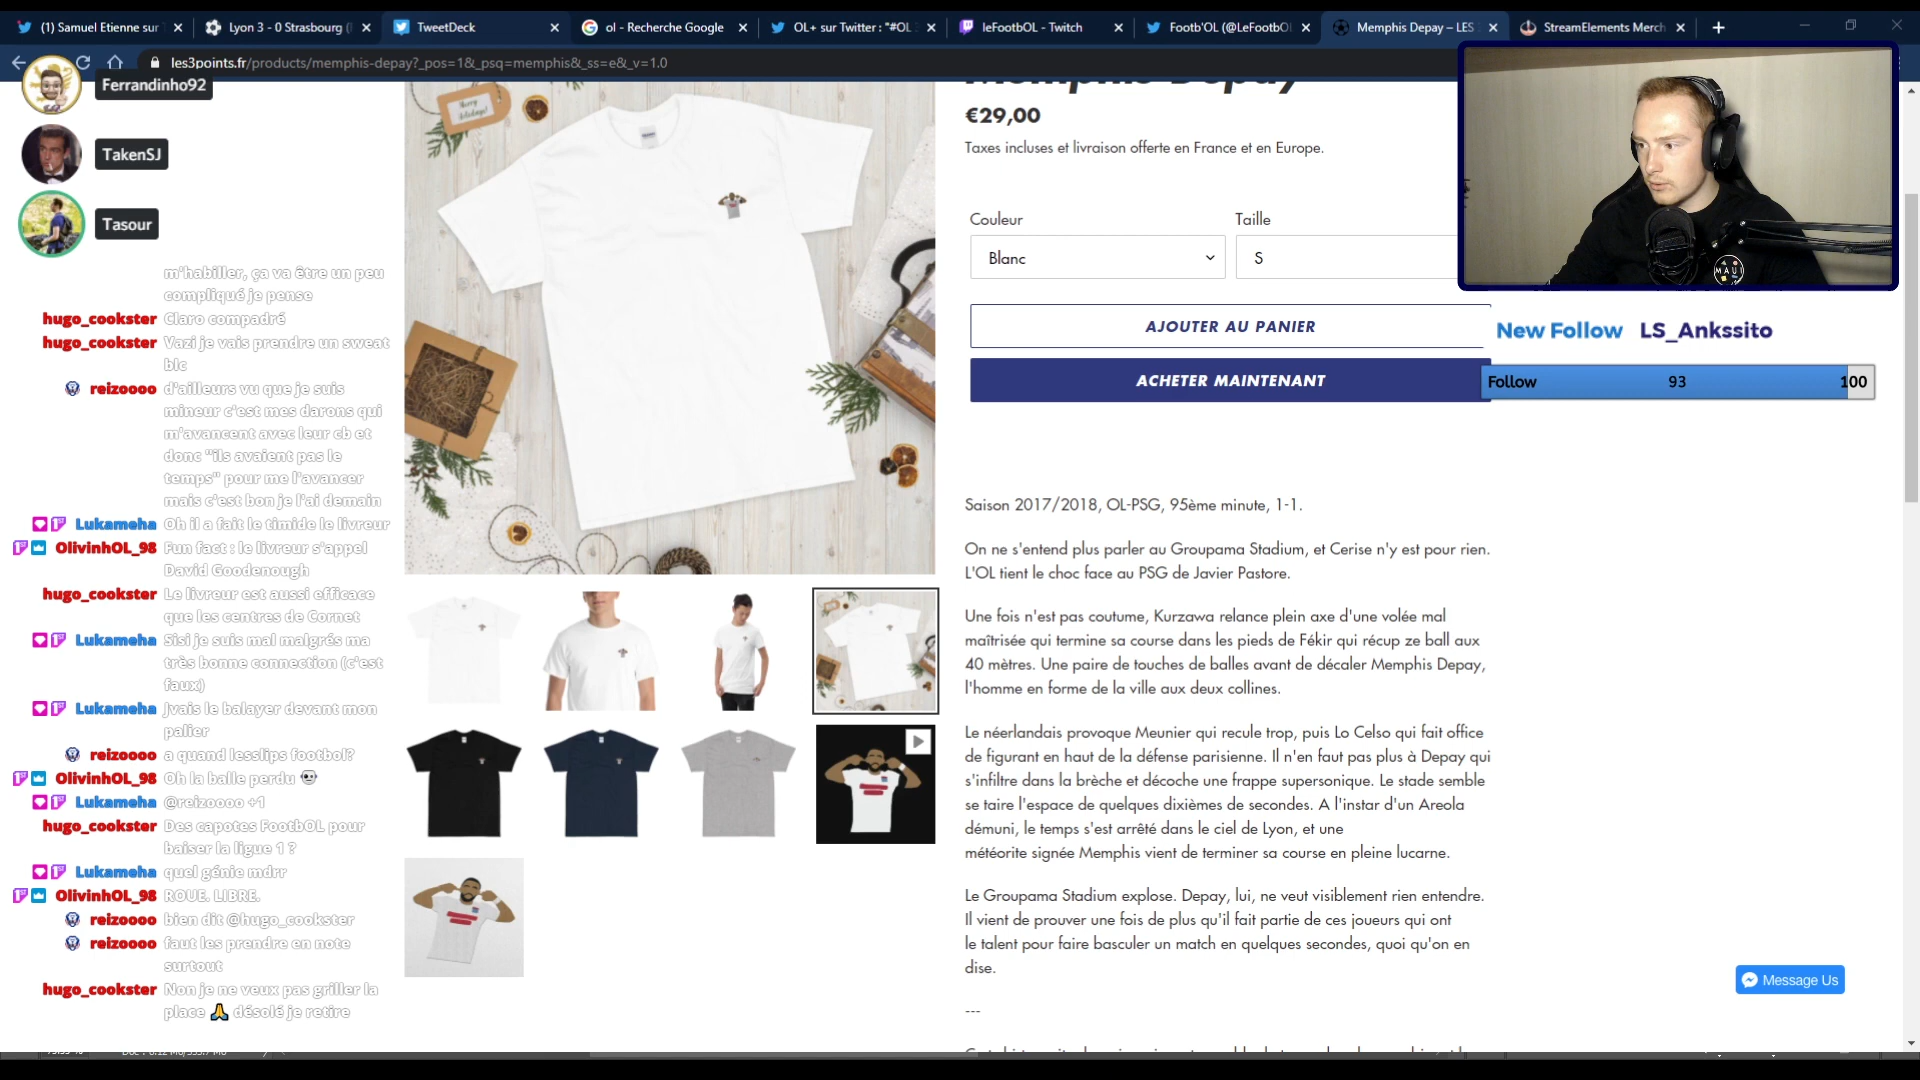 (1) Samuel Etienne sur
Lyon 3 - 0 Strasbourg (
TweetDeck
ol - Recherche Google
OL+ sur Twitter : "#OL
leFootbOL - Twitch
Footb'OL (@LeFootbO
Memphis Depay – LES
StreamElements Merch
les3points.fr/products/memphis-depay?_pos=1&_psq=memphis&_ss=e&_v=1.0
Ferrandinho92
TakenSJ
Tasour
m'habiller, ça va être un peu
compliqué je pense
hugo_cookster Claro compadré
hugo_cookster Vazi je vais prendre un sweat
blc
reizoooo d'ailleurs vu que je suis
mineur c'est mes darons qui
m'avancent avec leur cb et
donc "ils avaient pas le
temps" pour me l'avancer
mais c'est bon je l'ai demain
Lukameha Oh il a fait le timide le livreur
OlivinhOL_98 Fun fact : le livreur s'appel
David Goodenough
hugo_cookster Le livreur est aussi efficace
que les centres de Cornet
Lukameha Sisi je suis mal malgrés ma
très bonne connection (c'est
faux)
Lukameha Jvais le balayer devant mon
palier
reizoooo a quand lesslips footbol?
OlivinhOL_98 Oh la balle perdu 💀
Lukameha @reizoooo +1
hugo_cookster Des capotes FootbOL pour
baiser la ligue 1 ?
Lukameha quel génie mdrr
OlivinhOL_98 ROUE. LIBRE.
reizoooo bien dit @hugo_cookster
reizoooo faut les prendre en note
surtout
hugo_cookster Non je ne veux pas griller la
place 🙏 désolé je retire
Memphis Depay
€29,00
Taxes incluses et livraison offerte en France et en Europe.
Couleur
Taille
Blanc
S
AJOUTER AU PANIER
ACHETER MAINTENANT
MAUI
New Follow LS_Ankssito
Follow 93 100
Saison 2017/2018, OL-PSG, 95ème minute, 1-1.
On ne s'entend plus parler au Groupama Stadium, et Cerise n'y est pour rien.
L'OL tient le choc face au PSG de Javier Pastore.
Une fois n'est pas coutume, Kurzawa relance plein axe d'une volée mal
maîtrisée qui termine sa course dans les pieds de Fékir qui récup ze ball aux
40 mètres. Une paire de touches de balles avant de décaler Memphis Depay,
l'homme en forme de la ville aux deux collines.
Le néerlandais provoque Meunier qui recule trop, puis Lo Celso qui fait office
de figurant en haut de la défense parisienne. Il n'en faut pas plus à Depay qui
s'infiltre dans la brèche et décoche une frappe supersonique. Le stade semble
se taire l'espace de quelques dixièmes de secondes. A l'instar d'un Areola
démuni, le temps s'est arrêté dans le ciel de Lyon, et une
météorite signée Memphis vient de terminer sa course en pleine lucarne.
Le Groupama Stadium explose. Depay, lui, ne veut visiblement rien entendre.
Il vient de prouver une fois de plus qu'il fait partie de ces joueurs qui ont
le talent pour faire basculer un match en quelques secondes, quoi qu'on en
dise.
---
Message Us